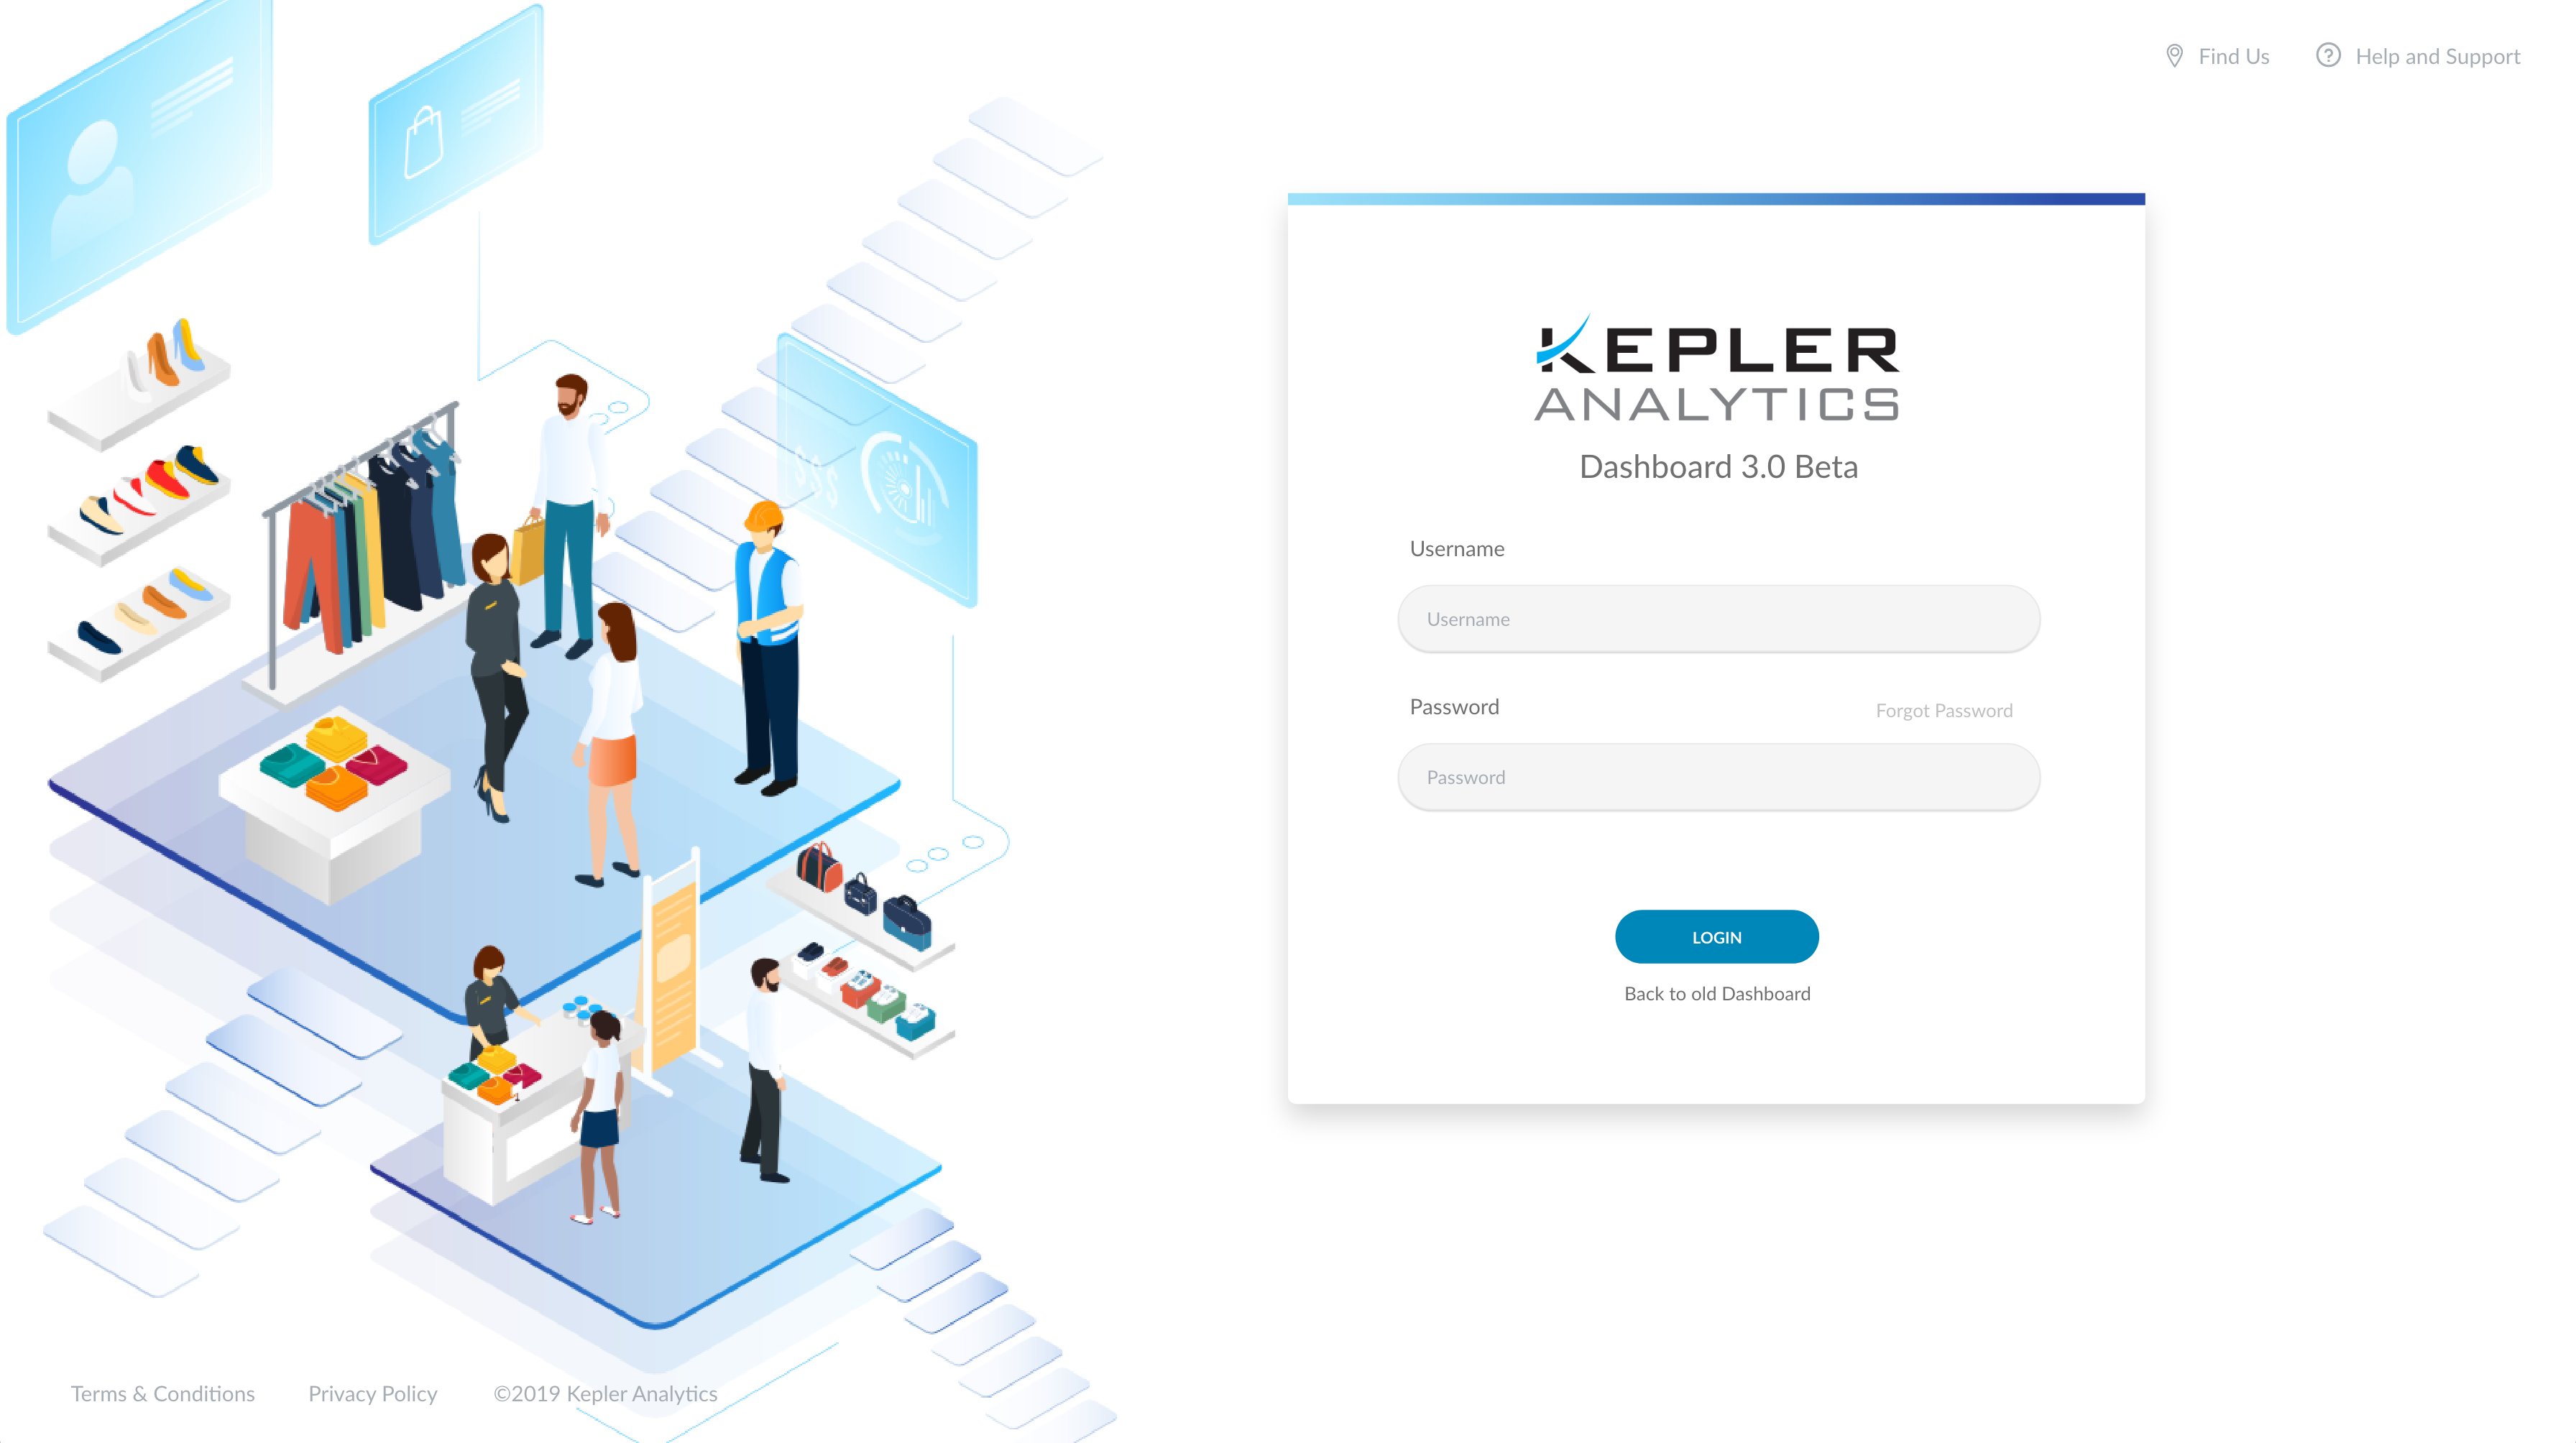 Find Us
Help and Support
KEPLER
ANALYTICS
Dashboard 3.0 Beta
Username
Username
Password
Forgot Password
Password
LOGIN
Back to old Dashboard
$$$
Terms & Conditions
Privacy Policy
©2019 Kepler Analytics